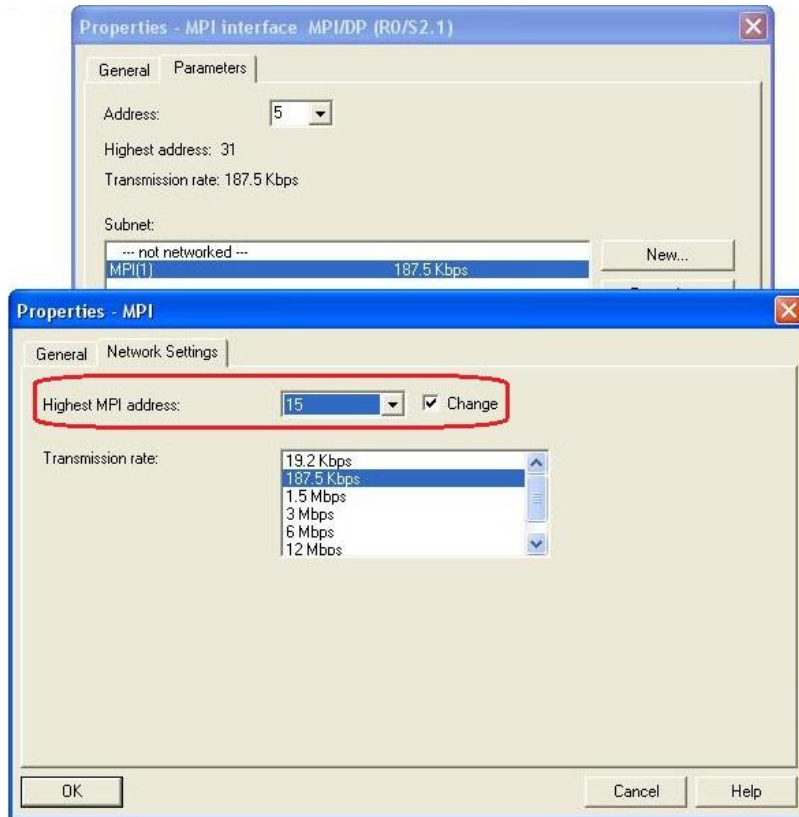 Properties - MPI interface MPI/DP (R0/S2.1)
General Parameters
Address: 5
Highest address: 31
Transmission rate: 187.5 Kbps
Subnet:
--- not networked ---
MPI(1) 187.5 Kbps
New...
Properties - MPI
General Network Settings
Highest MPI address: 15 Change
Transmission rate:
19.2 Kbps
187.5 Kbps
1.5 Mbps
3 Mbps
6 Mbps
12 Mbps
OK Cancel Help